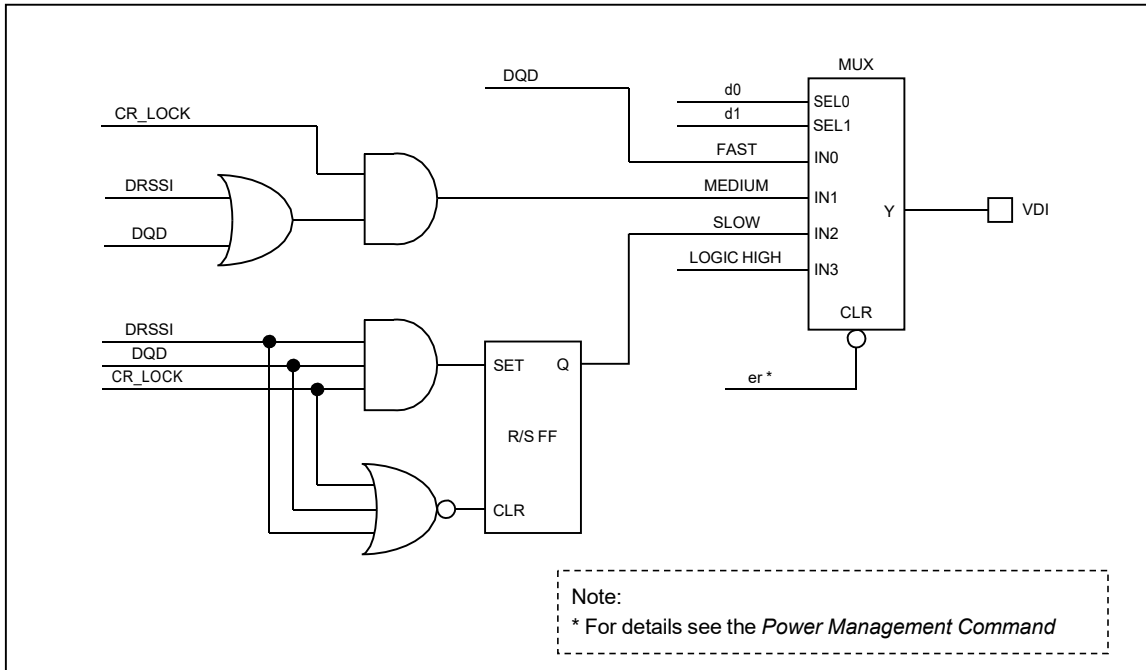 MUX
DQD
d0
SEL0
CR_LOCK
d1
SEL1
FAST
IN0
DRSSI
MEDIUM
IN1
Y
VDI
DQD
SLOW
IN2
LOGIC HIGH
IN3
CLR
DRSSI
DQD
CR_LOCK
SET
Q
er *
R/S FF
CLR
Note:
* For details see the Power Management Command